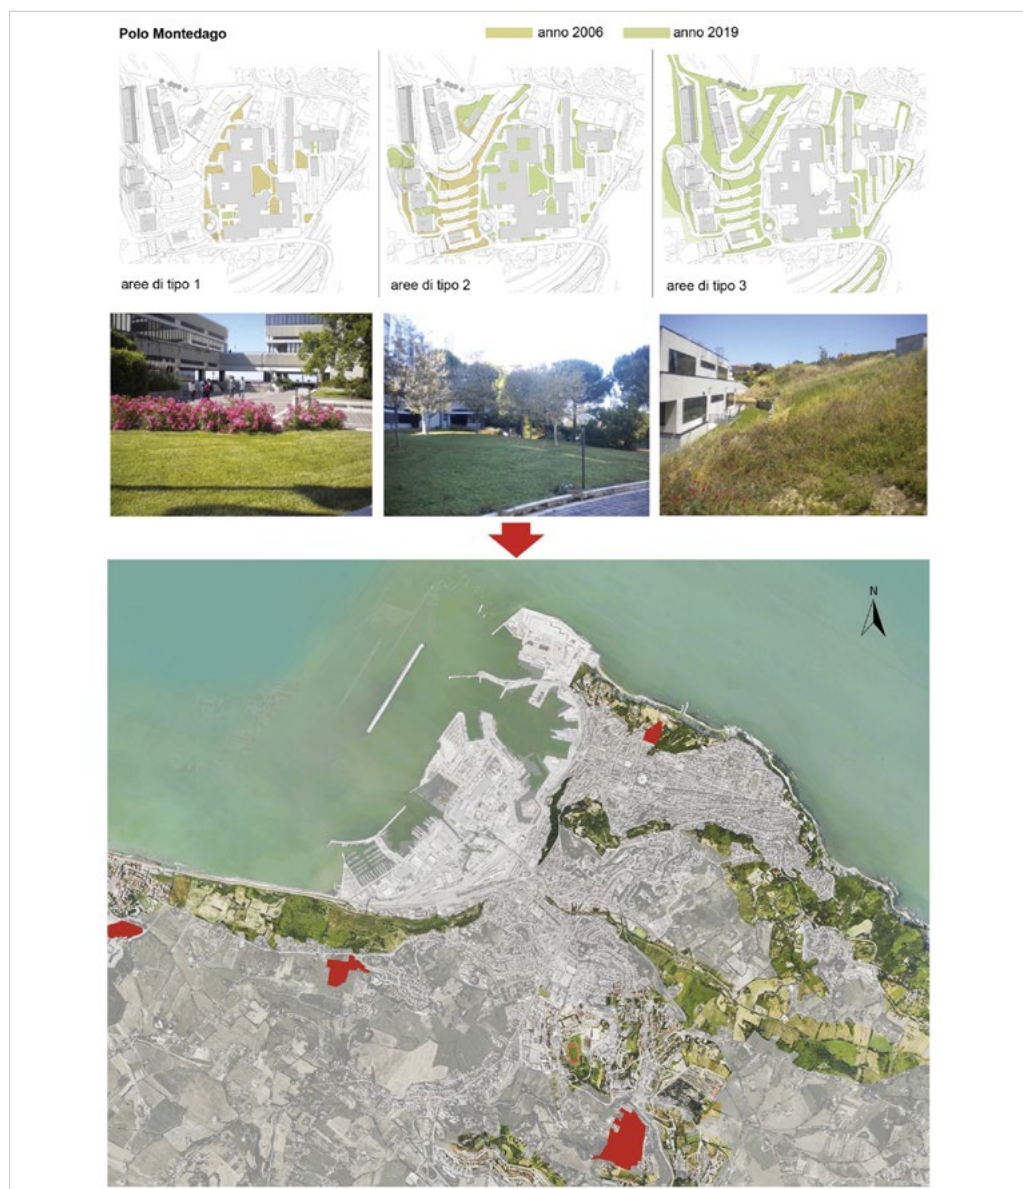 Polo Montedago
anno 2006
anno 2019
aree di tipo 1
aree di tipo 2
aree di tipo 3
N